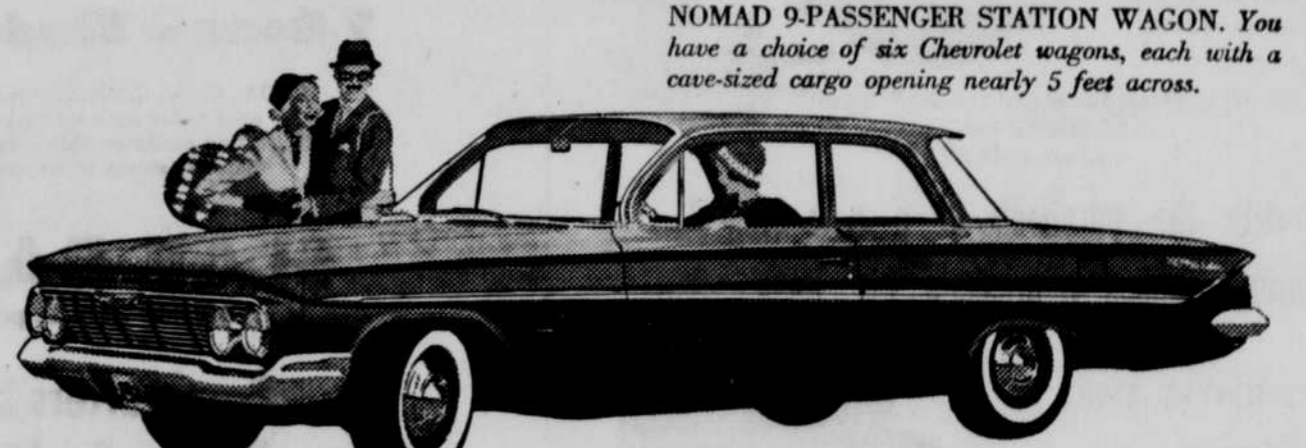 NOMAD 9-PASSENGER STATION WAGON. You
have a choice of six Chevrolet wagons, each with a
cave-sized cargo opening nearly 5 feet across.